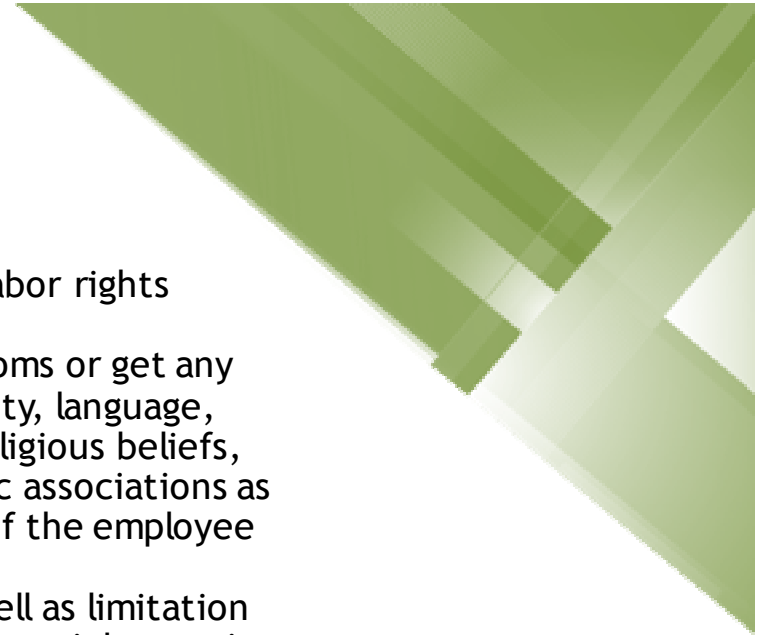 abor rights
oms or get any
ty, language,
ligious beliefs,
c associations as
f the employee
ell as limitation